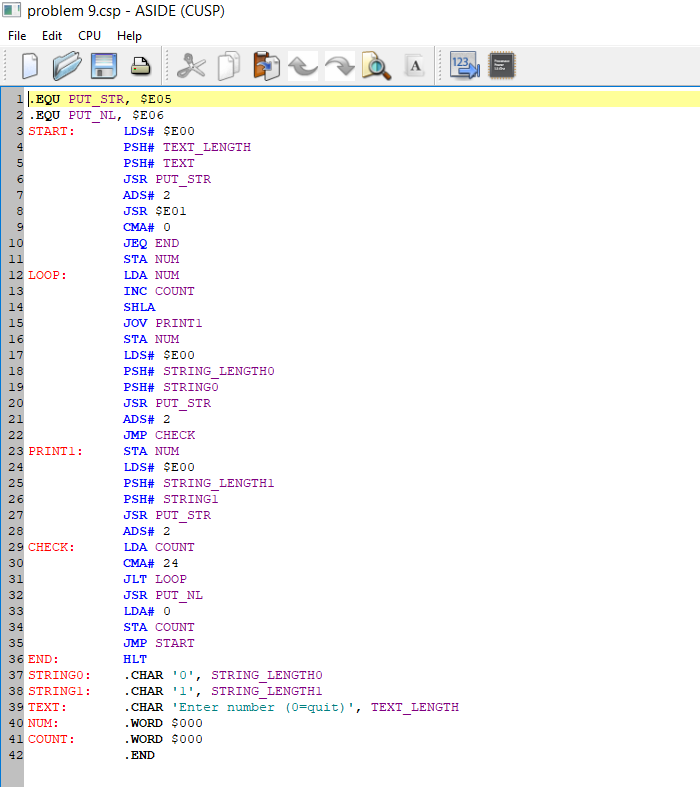 problem 9.csp - ASIDE (CUSP)
File Edit CPU Help
123 A
1 .EQU PUT_STR, $E05
2 .EQU PUT_NL, $E06
3 START: LDS# $E00
4 PSH# TEXT_LENGTH
5 PSH# TEXT
6 JSR PUT_STR
7 ADS# 2
8 JSR $E01
9 CMA# 0
10 JEQ END
11 STA NUM
12 LOOP: LDA NUM
13 INC COUNT
14 SHLA
15 JOV PRINT1
16 STA NUM
17 LDS# $E00
18 PSH# STRING_LENGTH0
19 PSH# STRING0
20 JSR PUT_STR
21 ADS# 2
22 JMP CHECK
23 PRINT1: STA NUM
24 LDS# $E00
25 PSH# STRING_LENGTH1
26 PSH# STRING1
27 JSR PUT_STR
28 ADS# 2
29 CHECK: LDA COUNT
30 CMA# 24
31 JLT LOOP
32 JSR PUT_NL
33 LDA# 0
34 STA COUNT
35 JMP START
36 END: HLT
37 STRING0: .CHAR '0', STRING_LENGTH0
38 STRING1: .CHAR '1', STRING_LENGTH1
39 TEXT: .CHAR 'Enter number (0=quit)', TEXT_LENGTH
40 NUM: .WORD $000
41 COUNT: .WORD $000
42 .END